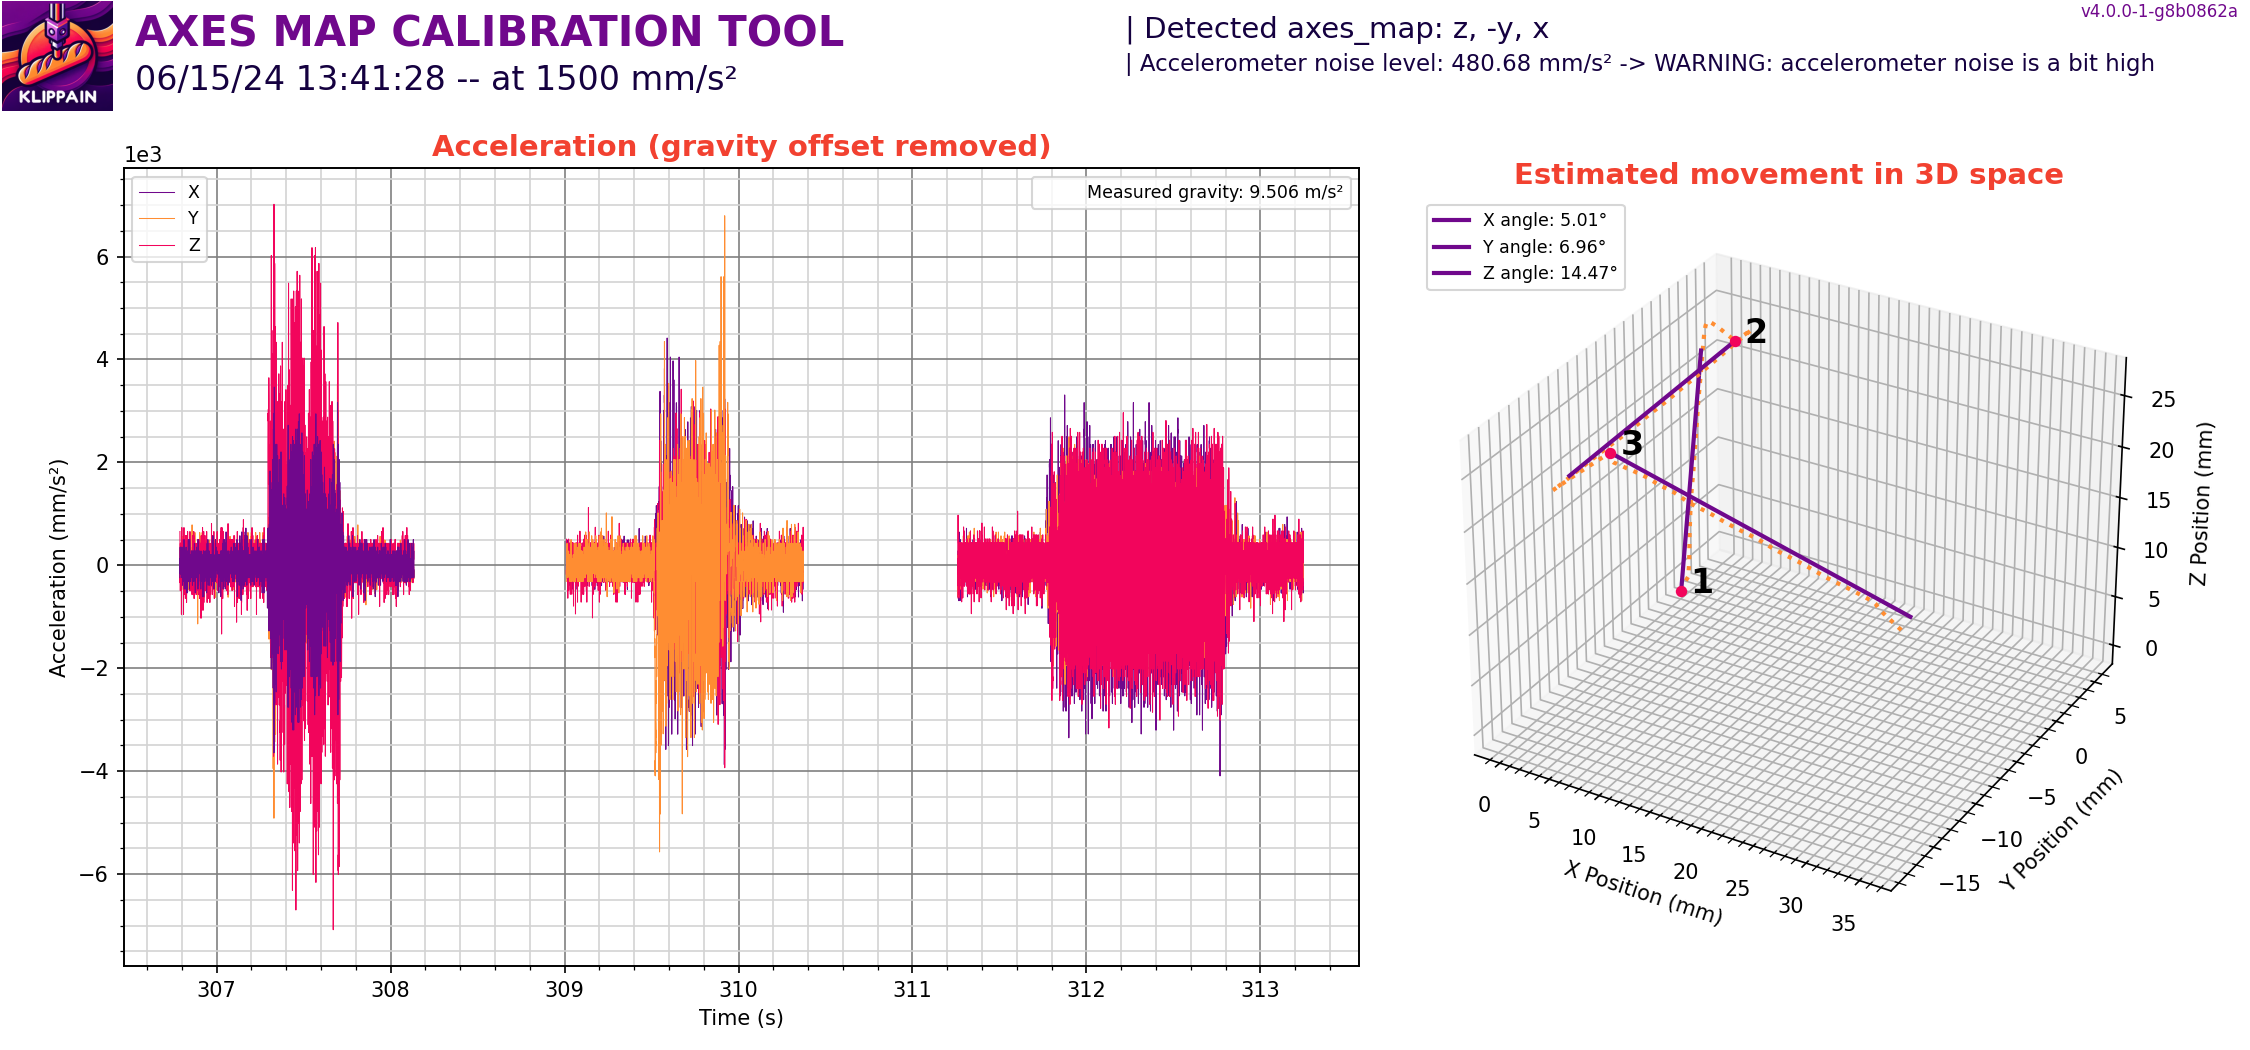 KLIPPAIN
AXES MAP CALIBRATION TOOL
06/15/24 13:41:28 -- at 1500 mm/s²
| Detected axes_map: z, -y, x
| Accelerometer noise level: 480.68 mm/s² -> WARNING: accelerometer noise is a bit high
v4.0.0-1-g8b0862a
Acceleration (gravity offset removed)
1e3
X
Y
Z
Measured gravity: 9.506 m/s²
Acceleration (mm/s²)
6
4
2
0
−2
−4
−6
307
308
309
310
311
312
313
Time (s)
Estimated movement in 3D space
X angle: 5.01°
Y angle: 6.96°
Z angle: 14.47°
2
3
1
0
5
10
15
20
25
30
35
X Position (mm)
−15
−10
−5
0
5
Y Position (mm)
25
20
15
10
5
0
Z Position (mm)